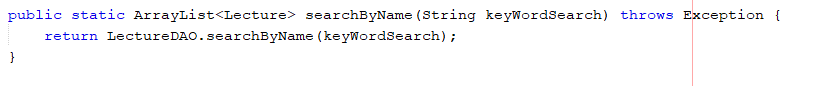 public static ArrayList<Lecture> searchByName(String keyWordSearch) throws Exception {
    return LectureDAO.searchByName(keyWordSearch);
}